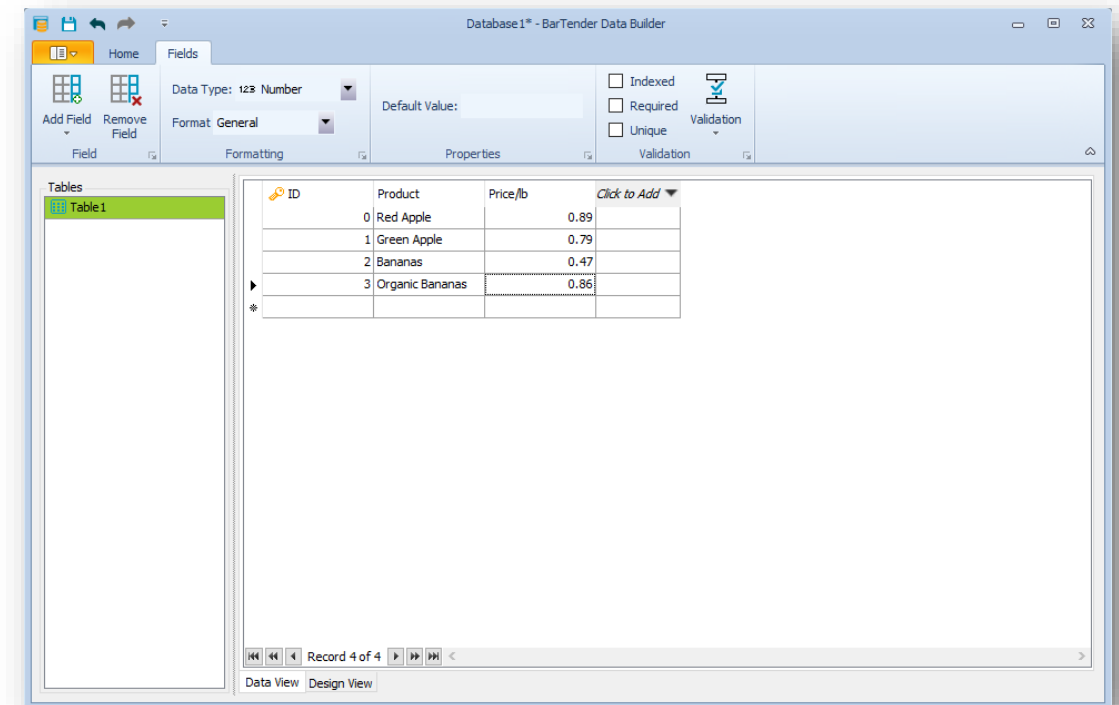 Database1* - BarTender Data Builder
Home Fields
Add Field
Remove Field
Field
Data Type: 123 Number
Format General
Formatting
Default Value:
Properties
Indexed
Required
Unique
Validation
Validation
Tables
Table1
ID Product Price/lb Click to Add
0 Red Apple 0.89
1 Green Apple 0.79
2 Bananas 0.47
3 Organic Bananas 0.86
Record 4 of 4
Data View Design View